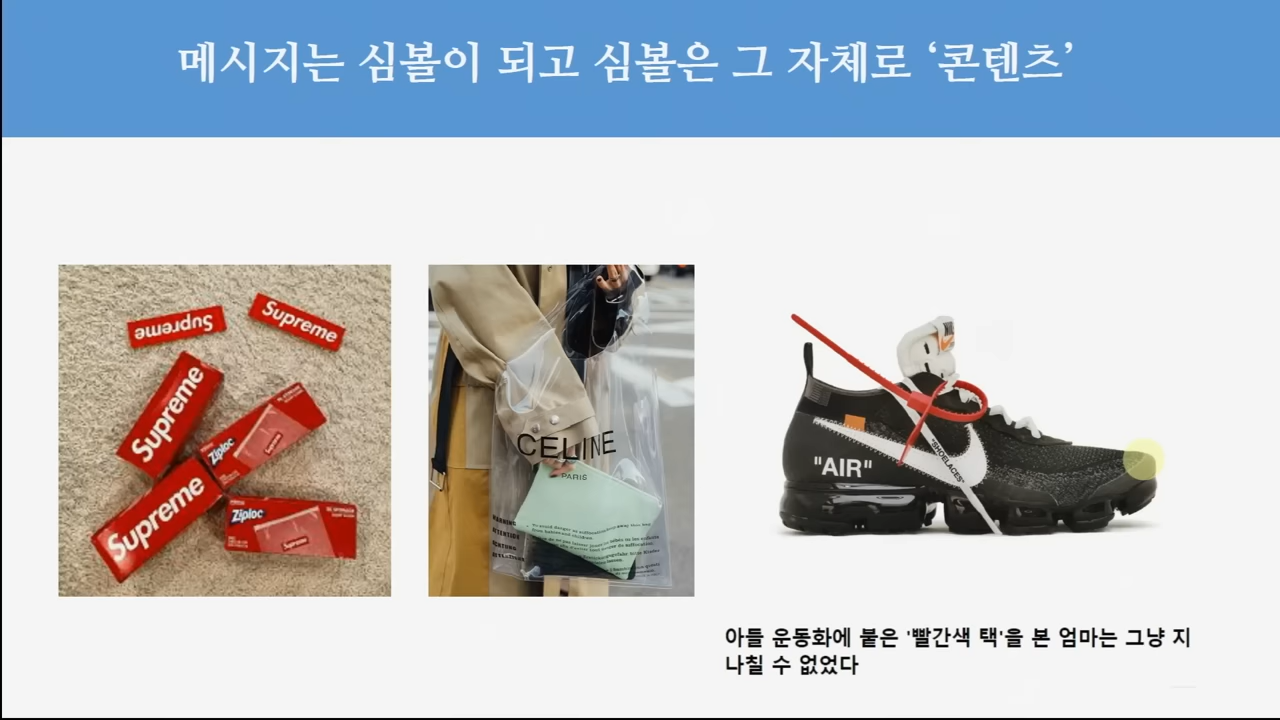 메시지는 심볼이 되고 심볼은 그 자체로 ‘콘텐츠’
Supreme
Supreme
Supreme
Ziploc
Supreme
Supreme
Ziploc
Supreme
CELINE
PARIS
"AIR"
"SHOELACES"
아들 운동화에 붙은 '빨간색 택'을 본 엄마는 그냥 지
나칠 수 없었다